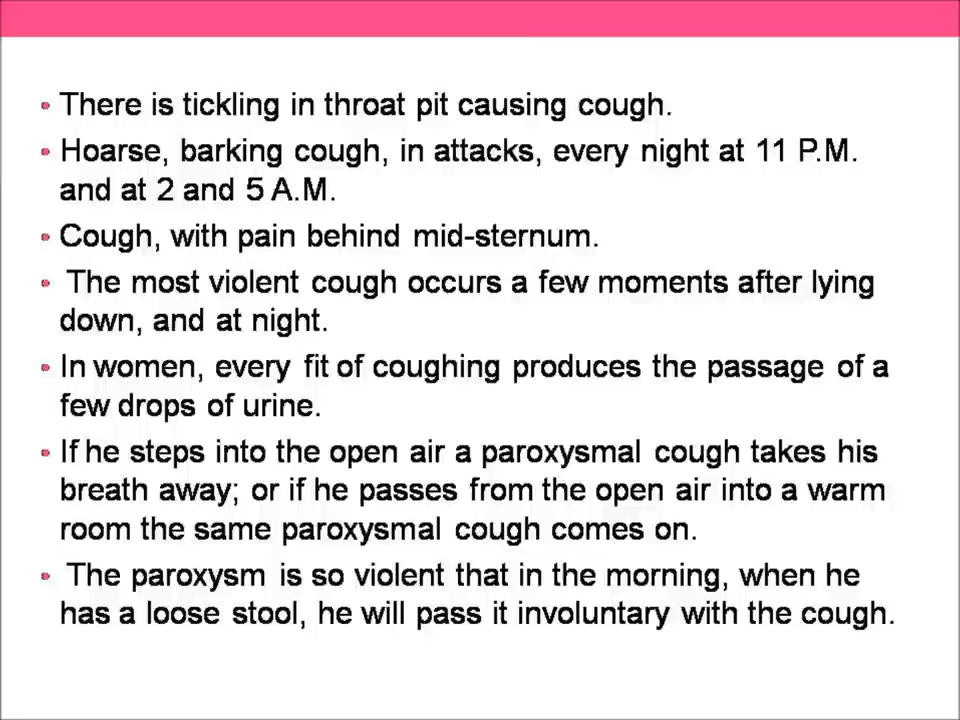 • There is tickling in throat pit causing cough.
• Hoarse, barking cough, in attacks, every night at 11 P.M.
and at 2 and 5 A.M.
• Cough, with pain behind mid-sternum.
• The most violent cough occurs a few moments after lying
down, and at night.
• In women, every fit of coughing produces the passage of a
few drops of urine.
• If he steps into the open air a paroxysmal cough takes his
breath away; or if he passes from the open air into a warm
room the same paroxysmal cough comes on.
• The paroxysm is so violent that in the morning, when he
has a loose stool, he will pass it involuntary with the cough.